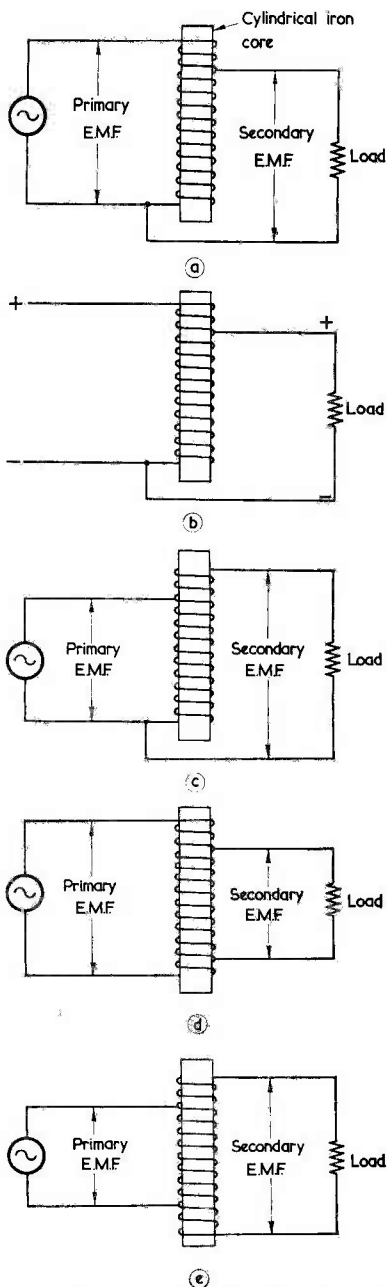 Cylindrical iron
core
Primary
E.M.F.
Secondary
E.M.F.
Load
a
+
+
Load
−
−
b
Primary
E.M.F.
Secondary
E.M.F.
Load
c
Primary
E.M.F.
Secondary
E.M.F.
Load
d
Primary
E.M.F.
Secondary
E.M.F.
Load
e